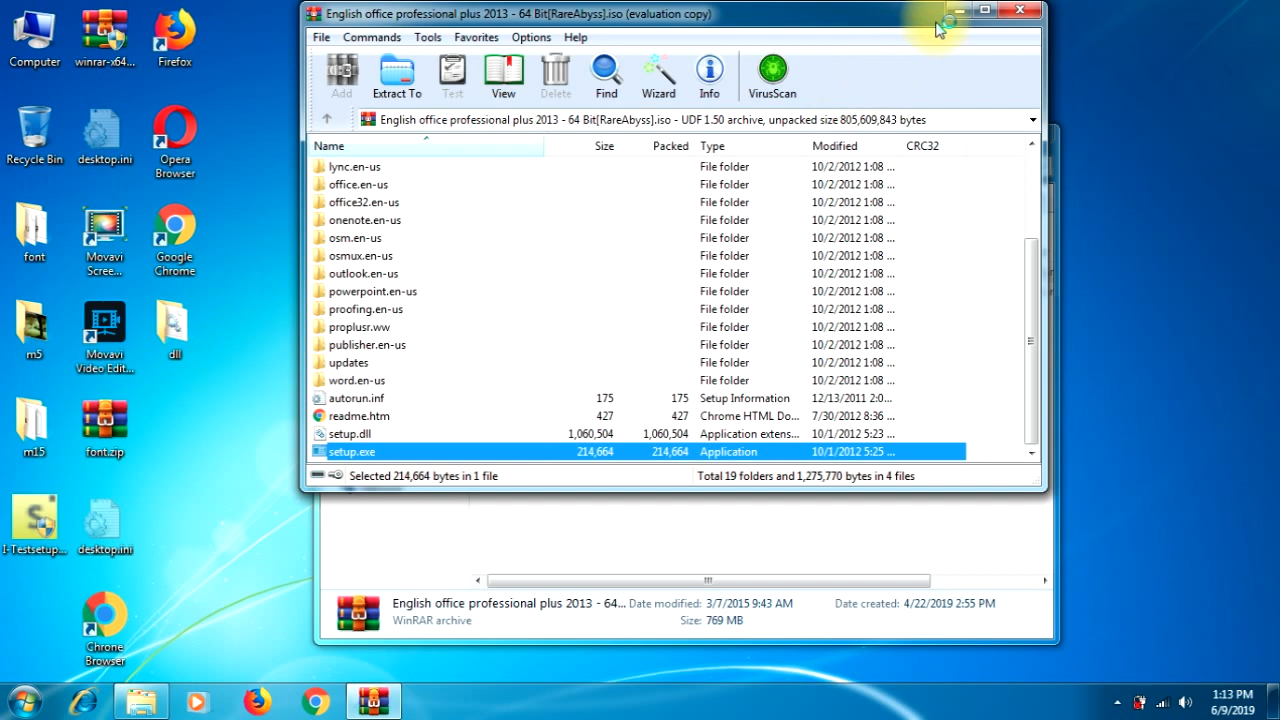 Computer
winrar-x64...
Firefox
Recycle Bin
desktop.ini
Opera
Browser
font
Movavi
Scree...
Google
Chrome
m5
Movavi
Video Edit...
dll
m15
font.zip
I-Testsetup...
desktop.ini
Chrone
Browser
English office professional plus 2013 - 64 Bit[RareAbyss].iso (evaluation copy)
File Commands Tools Favorites Options Help
Add Extract To Test View Delete Find Wizard Info VirusScan
English office professional plus 2013 - 64 Bit[RareAbyss].iso - UDF 1.50 archive, unpacked size 805,609,843 bytes
Name Size Packed Type Modified CRC32
lync.en-us File folder 10/2/2012 1:08 ...
office.en-us File folder 10/2/2012 1:08 ...
office32.en-us File folder 10/2/2012 1:08 ...
onenote.en-us File folder 10/2/2012 1:08 ...
osm.en-us File folder 10/2/2012 1:08 ...
osmux.en-us File folder 10/2/2012 1:08 ...
outlook.en-us File folder 10/2/2012 1:08 ...
powerpoint.en-us File folder 10/2/2012 1:08 ...
proofing.en-us File folder 10/2/2012 1:08 ...
proplusr.ww File folder 10/2/2012 1:08 ...
publisher.en-us File folder 10/2/2012 1:08 ...
updates File folder 10/2/2012 1:08 ...
word.en-us File folder 10/2/2012 1:08 ...
autorun.inf 175 175 Setup Information 12/13/2011 2:0...
readme.htm 427 427 Chrome HTML Do... 7/30/2012 8:36 ...
setup.dll 1,060,504 1,060,504 Application extens... 10/1/2012 5:23 ...
setup.exe 214,664 214,664 Application 10/1/2012 5:25 ...
Selected 214,664 bytes in 1 file Total 19 folders and 1,275,770 bytes in 4 files
English office professional plus 2013 - 64... Date modified: 3/7/2015 9:43 AM Date created: 4/22/2019 2:55 PM
WinRAR archive Size: 769 MB
1:13 PM
6/9/2019